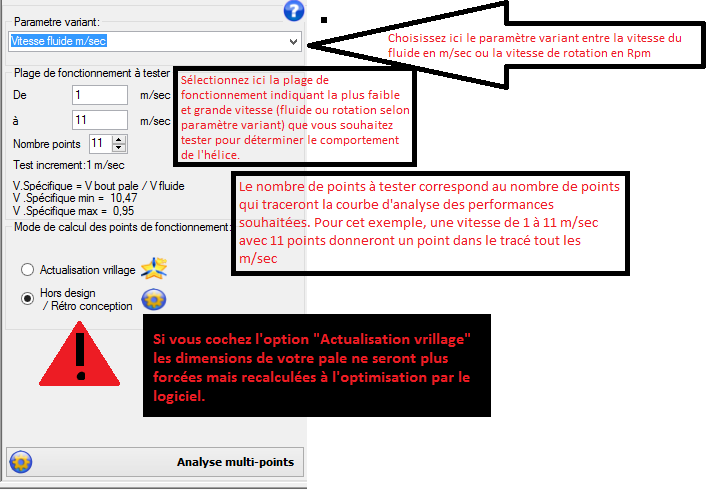 Parametre variant:
Vitesse fluide m/sec
Choisissez ici le paramètre variant entre la vitesse du
fluide en m/sec ou la vitesse de rotation en Rpm
Plage de fonctionnement à tester
De 1 m/sec
à 11 m/sec
Nombre points 11
Test increment:1 m/sec
Sélectionnez ici la plage de
fonctionnement indiquant la plus faible
et grande vitesse (fluide ou rotation selon
paramètre variant) que vous souhaitez
tester pour déterminer le comportement
de l'hélice.
V.Spécifique = V bout pale / V fluide
V .Spécifique min = 10,47
V .Spécifique max = 0,95
Le nombre de points à tester correspond au nombre de points
qui traceront la courbe d'analyse des performances
souhaitées. Pour cet exemple, une vitesse de 1 à 11 m/sec
avec 11 points donneront un point dans le tracé tout les
m/sec
Mode de calcul des points de fonctionnement:
Actualisation vrillage
Hors design
/ Rétro conception
Si vous cochez l'option "Actualisation vrillage"
les dimensions de votre pale ne seront plus
forcées mais recalculées à l'optimisation par le
logiciel.
Analyse multi-points